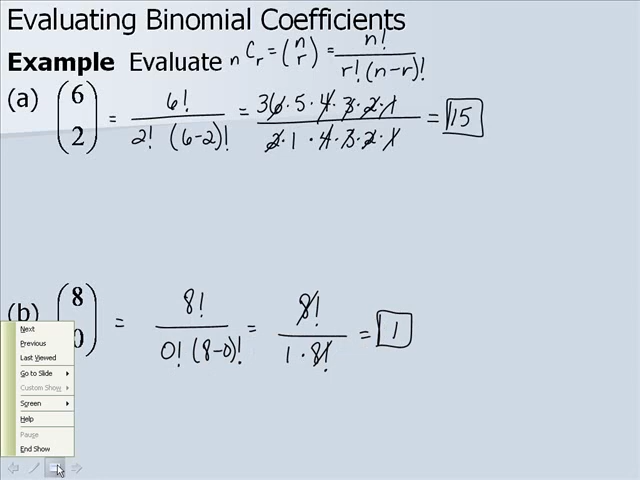 Evaluating Binomial Coefficients
Example Evaluate nCr = (n r) = n! / r!(n-r)!
(a) (6 2) = 6! / 2! (6-2)! = 36·5·4·3·2·1 / 2·1·4·3·2·1 = 15
(b) (8 0) = 8! / 0! (8-0)! = 8! / 1·8! = 1
Next
Previous
Last Viewed
Go to Slide
Custom Show
Screen
Help
Pause
End Show